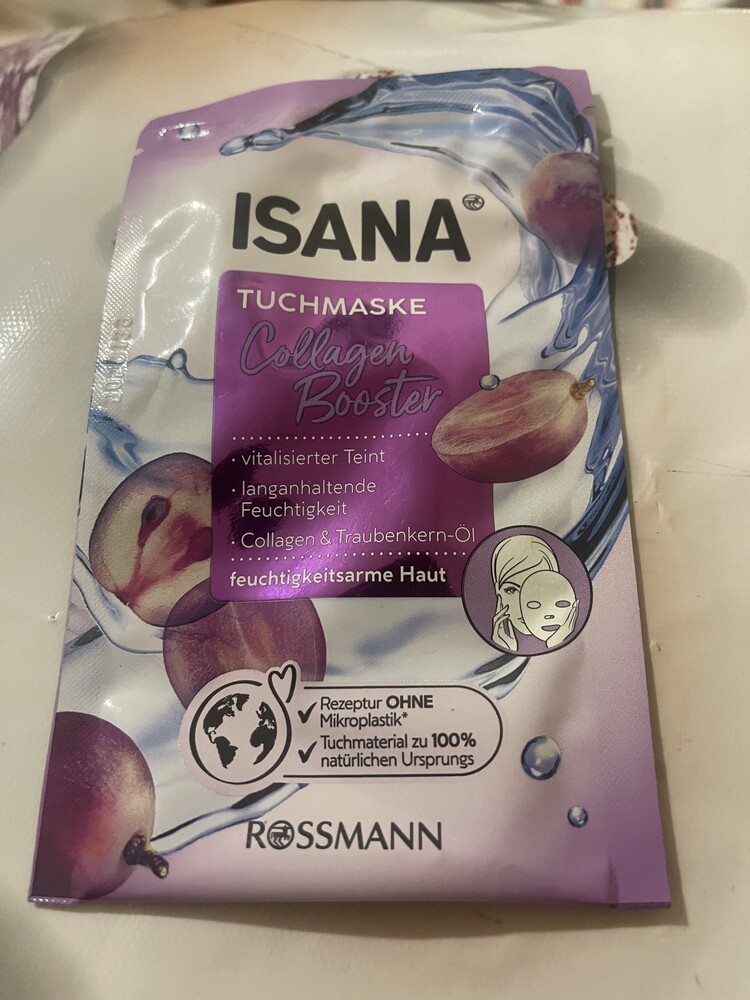 ISANA®
TUCHMASKE
Collagen
Booster
· vitalisierter Teint
· langanhaltende
Feuchtigkeit
· Collagen & Traubenkern-Öl
feuchtigkeitsarme Haut
✓ Rezeptur OHNE
Mikroplastik*
✓ Tuchmaterial zu 100%
natürlichen Ursprungs
ROSSMANN